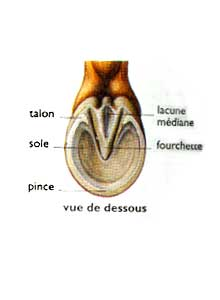 talon
lacune
médiane
sole
fourchette
pince
vue de dessous